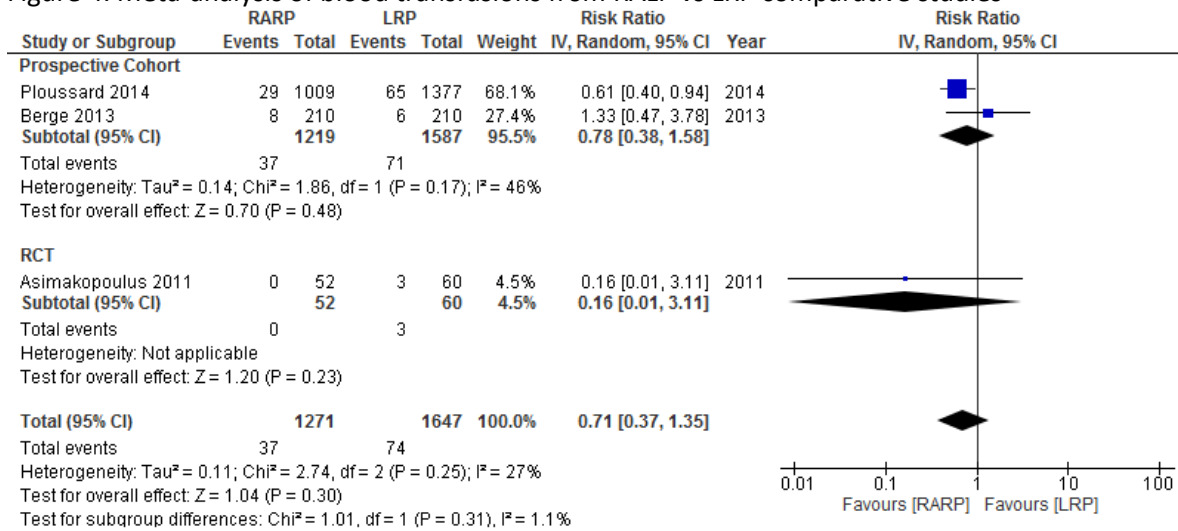 Figure 4: Meta-analysis of blood transfusions from RALP vs LRP comparative studies
RARP LRP Risk Ratio Risk Ratio
Study or Subgroup Events Total Events Total Weight IV, Random, 95% CI Year IV, Random, 95% CI
Prospective Cohort
Ploussard 2014 29 1009 65 1377 68.1% 0.61 [0.40, 0.94] 2014
Berge 2013 8 210 6 210 27.4% 1.33 [0.47, 3.78] 2013
Subtotal (95% CI) 1219 1587 95.5% 0.78 [0.38, 1.58]
Total events 37 71
Heterogeneity: Tau² = 0.14; Chi² = 1.86, df = 1 (P = 0.17); I² = 46%
Test for overall effect: Z = 0.70 (P = 0.48)
RCT
Asimakopoulus 2011 0 52 3 60 4.5% 0.16 [0.01, 3.11] 2011
Subtotal (95% CI) 52 60 4.5% 0.16 [0.01, 3.11]
Total events 0 3
Heterogeneity: Not applicable
Test for overall effect: Z = 1.20 (P = 0.23)
Total (95% CI) 1271 1647 100.0% 0.71 [0.37, 1.35]
Total events 37 74
Heterogeneity: Tau² = 0.11; Chi² = 2.74, df = 2 (P = 0.25); I² = 27%
Test for overall effect: Z = 1.04 (P = 0.30)
Test for subgroup differences: Chi² = 1.01, df = 1 (P = 0.31), I² = 1.1%
0.01 0.1 1 10 100
Favours [RARP] Favours [LRP]